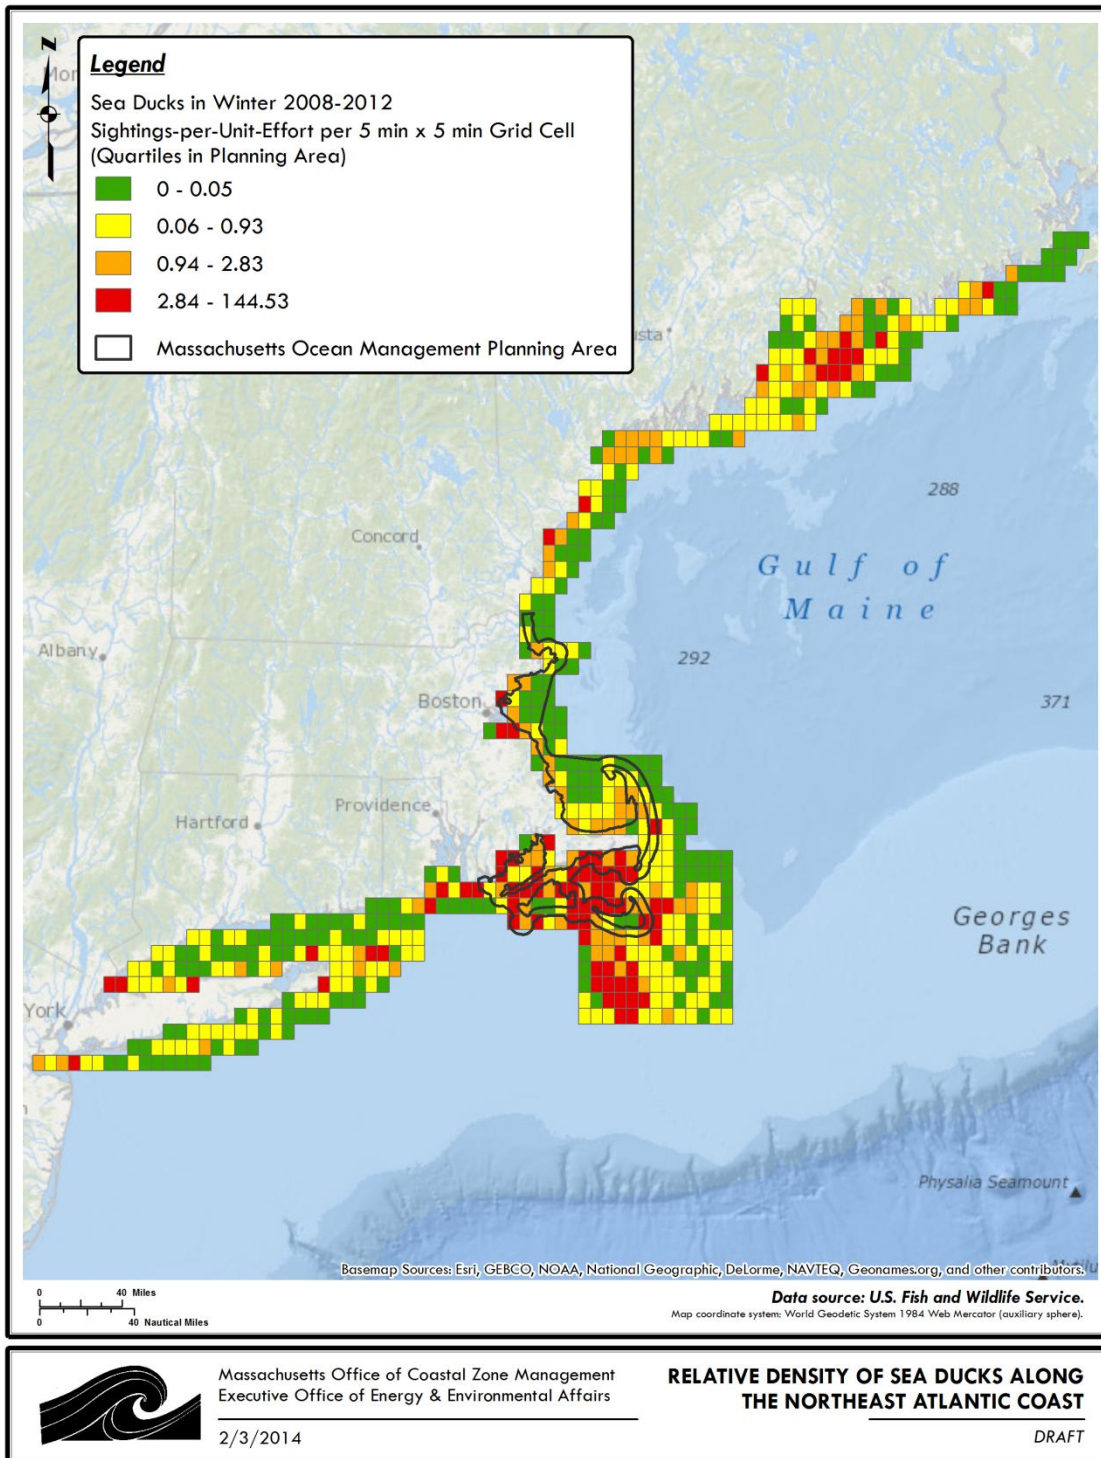 N
Legend
Sea Ducks in Winter 2008-2012
Sightings-per-Unit-Effort per 5 min x 5 min Grid Cell
(Quartiles in Planning Area)
0 - 0.05
0.06 - 0.93
0.94 - 2.83
2.84 - 144.53
Massachusetts Ocean Management Planning Area
288
Concord
Gulf of
Maine
Albany
292
Boston
371
Providence
Hartford
Georges
Bank
York
Physalia Seamount
Basemap Sources: Esri, GEBCO, NOAA, National Geographic, DeLorme, NAVTEQ, Geonames.org, and other contributors.
0 40 Miles
0 40 Nautical Miles
Data source: U.S. Fish and Wildlife Service.
Map coordinate system: World Geodetic System 1984 Web Mercator (auxiliary sphere).
Massachusetts Office of Coastal Zone Management
Executive Office of Energy & Environmental Affairs
2/3/2014
RELATIVE DENSITY OF SEA DUCKS ALONG
THE NORTHEAST ATLANTIC COAST
DRAFT